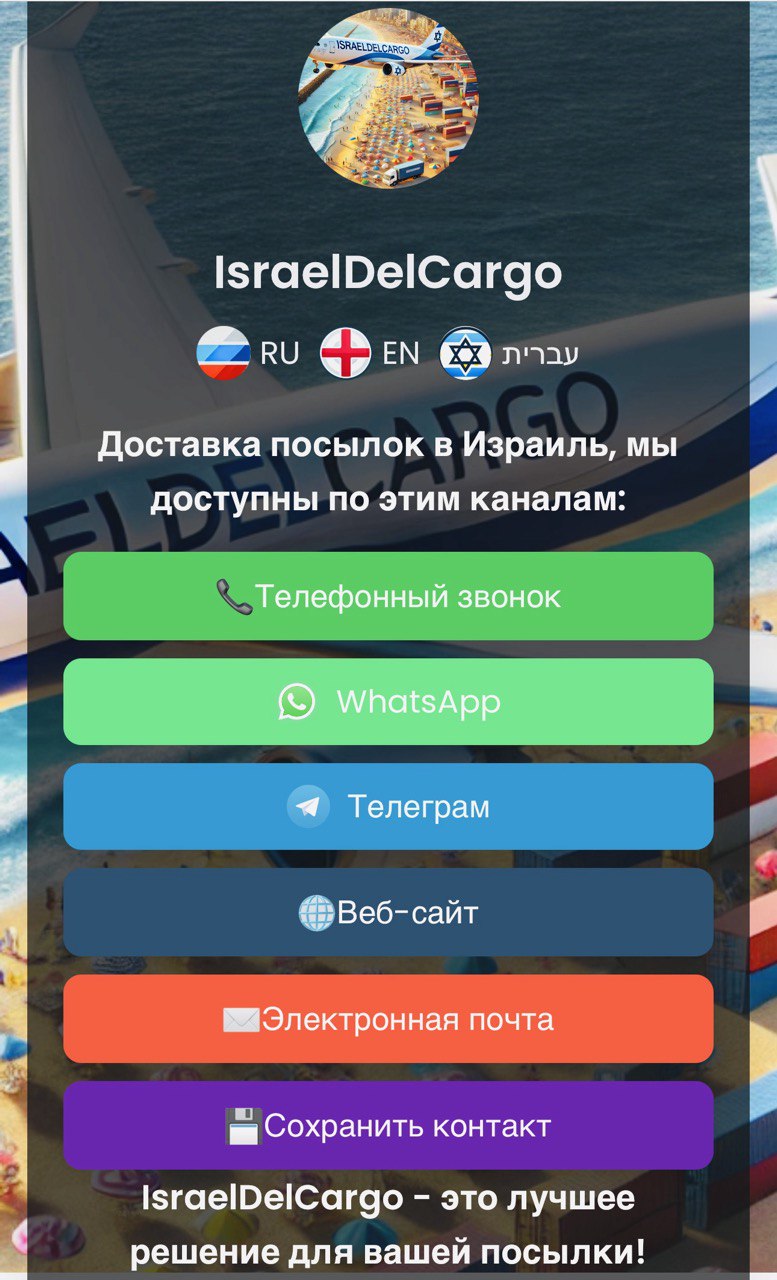 ISRAELDELCARGO
IsraelDelCargo
RU EN עברית
AELDELCARGO
Доставка посылок в Израиль, мы
доступны по этим каналам:
Телефонный звонок
WhatsApp
Телеграм
Веб-сайт
Электронная почта
Сохранить контакт
IsraelDelCargo - это лучшее
решение для вашей посылки!